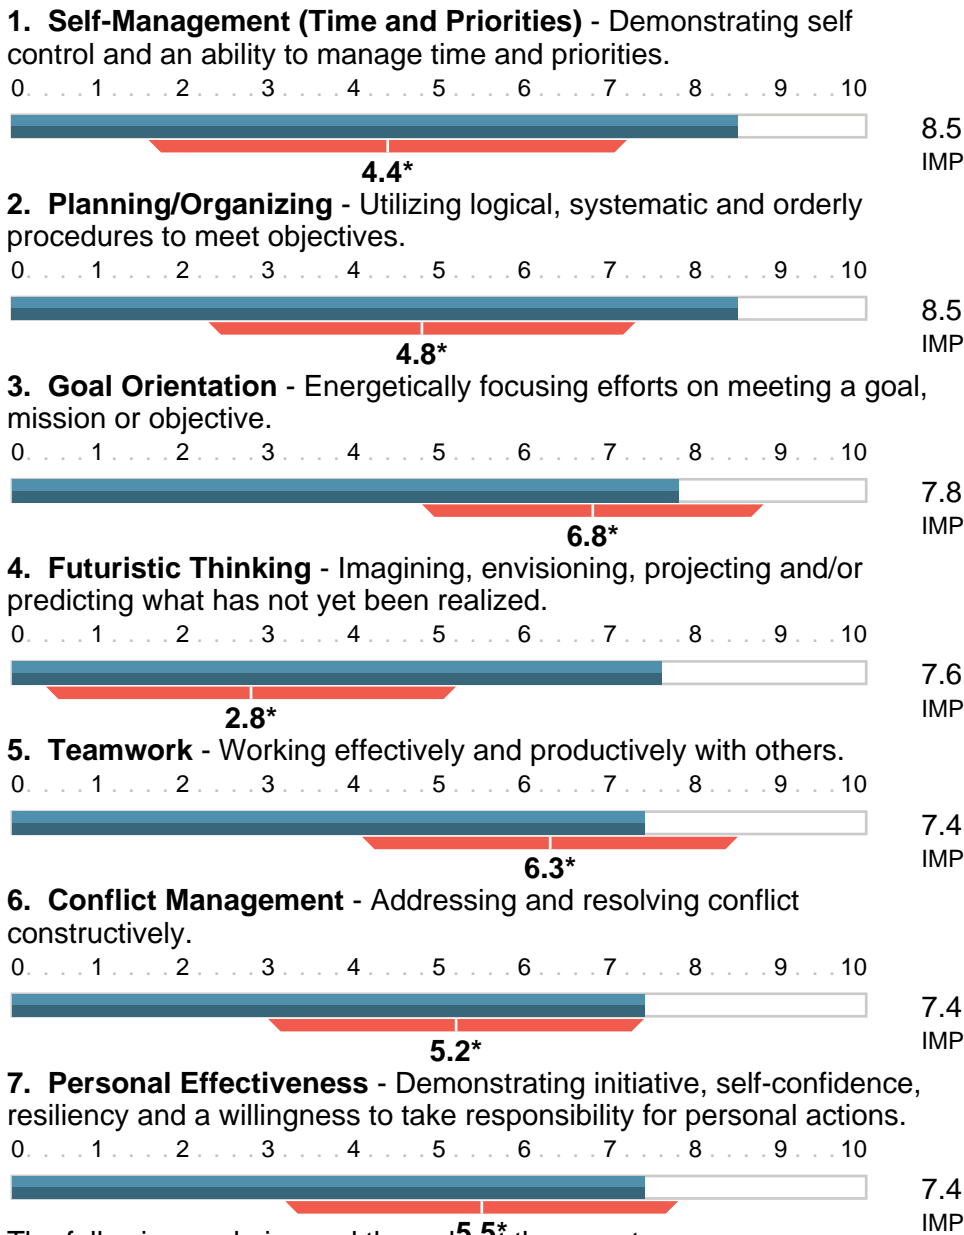 1. Self-Management (Time and Priorities) - Demonstrating self
control and an ability to manage time and priorities.
0. . . . 1 . . . . 2 . . . . 3 . . . . 4 . . . . 5 . . . . 6 . . . . 7 . . . . 8 . . . . 9 . . . 10
8.5
IMP
4.4*
2. Planning/Organizing - Utilizing logical, systematic and orderly
procedures to meet objectives.
0. . . . 1 . . . . 2 . . . . 3 . . . . 4 . . . . 5 . . . . 6 . . . . 7 . . . . 8 . . . . 9 . . . 10
8.5
IMP
4.8*
3. Goal Orientation - Energetically focusing efforts on meeting a goal,
mission or objective.
0. . . . 1 . . . . 2 . . . . 3 . . . . 4 . . . . 5 . . . . 6 . . . . 7 . . . . 8 . . . . 9 . . . 10
7.8
IMP
6.8*
4. Futuristic Thinking - Imagining, envisioning, projecting and/or
predicting what has not yet been realized.
0. . . . 1 . . . . 2 . . . . 3 . . . . 4 . . . . 5 . . . . 6 . . . . 7 . . . . 8 . . . . 9 . . . 10
7.6
IMP
2.8*
5. Teamwork - Working effectively and productively with others.
0. . . . 1 . . . . 2 . . . . 3 . . . . 4 . . . . 5 . . . . 6 . . . . 7 . . . . 8 . . . . 9 . . . 10
7.4
IMP
6.3*
6. Conflict Management - Addressing and resolving conflict
constructively.
0. . . . 1 . . . . 2 . . . . 3 . . . . 4 . . . . 5 . . . . 6 . . . . 7 . . . . 8 . . . . 9 . . . 10
7.4
IMP
5.2*
7. Personal Effectiveness - Demonstrating initiative, self-confidence,
resiliency and a willingness to take responsibility for personal actions.
0. . . . 1 . . . . 2 . . . . 3 . . . . 4 . . . . 5 . . . . 6 . . . . 7 . . . . 8 . . . . 9 . . . 10
7.4
IMP
5.5*